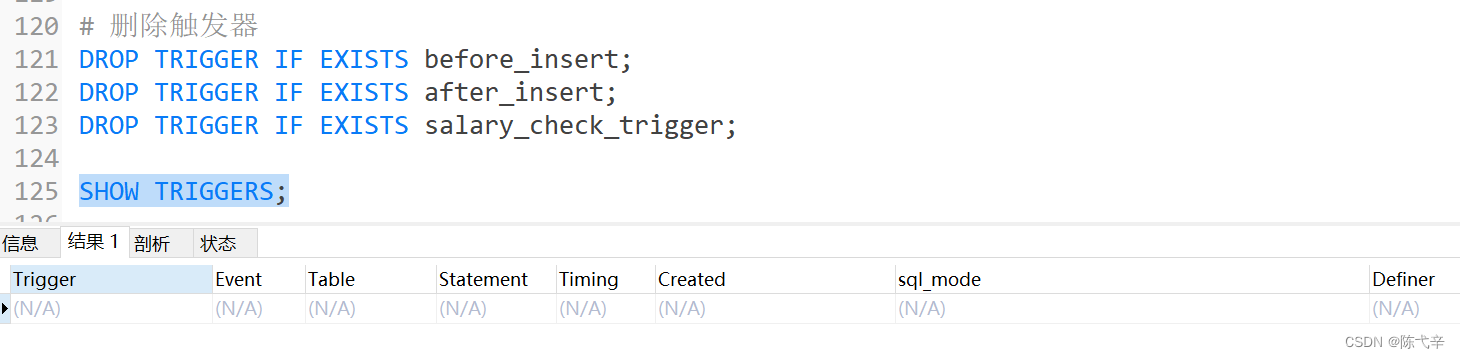 120 # 删除触发器
121 DROP TRIGGER IF EXISTS before_insert;
122 DROP TRIGGER IF EXISTS after_insert;
123 DROP TRIGGER IF EXISTS salary_check_trigger;
124
125 SHOW TRIGGERS;
信息 结果 1 剖析 状态
Trigger Event Table Statement Timing Created sql_mode Definer
(N/A) (N/A) (N/A) (N/A) (N/A) (N/A) (N/A) (N/A)
CSDN @陈弋辛